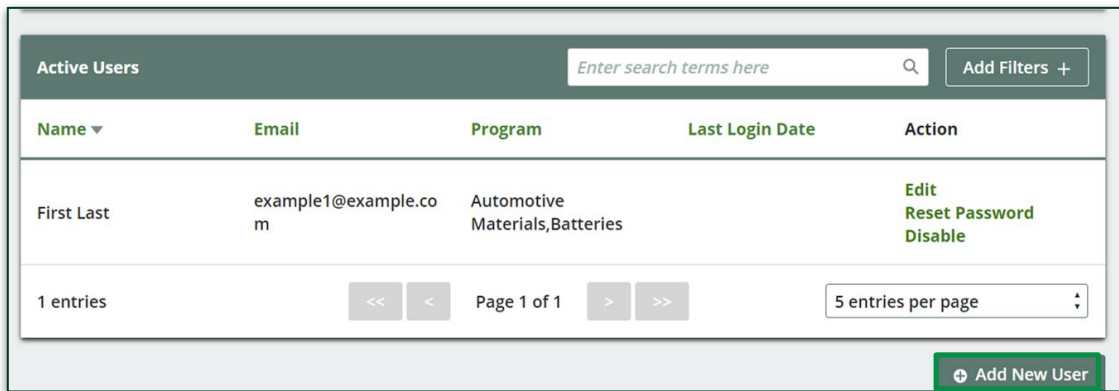 Active Users
Enter search terms here
Add Filters +
Name Email Program Last Login Date Action
First Last
example1@example.co
m
Automotive
Materials,Batteries
Edit
Reset Password
Disable
1 entries
<< < Page 1 of 1 > >>
5 entries per page
Add New User